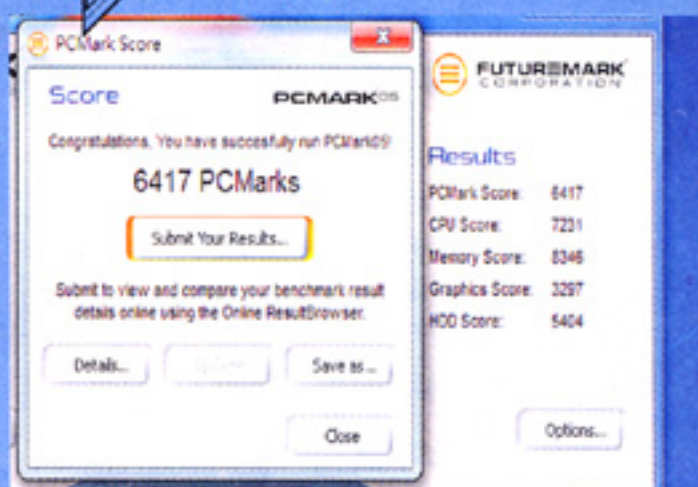 PCMark Score
Score
PCMARK05
Congratulations. You have succesfully run PCMark05!
6417 PCMarks
Submit Your Results...
Submit to view and compare your benchmark result
details online using the Online ResultBrowser.
Details...
Save as...
Close
FUTUREMARK
CORPORATION
Results
PCMark Score: 6417
CPU Score: 7231
Memory Score: 8346
Graphics Score: 3297
HDD Score: 5404
Options...